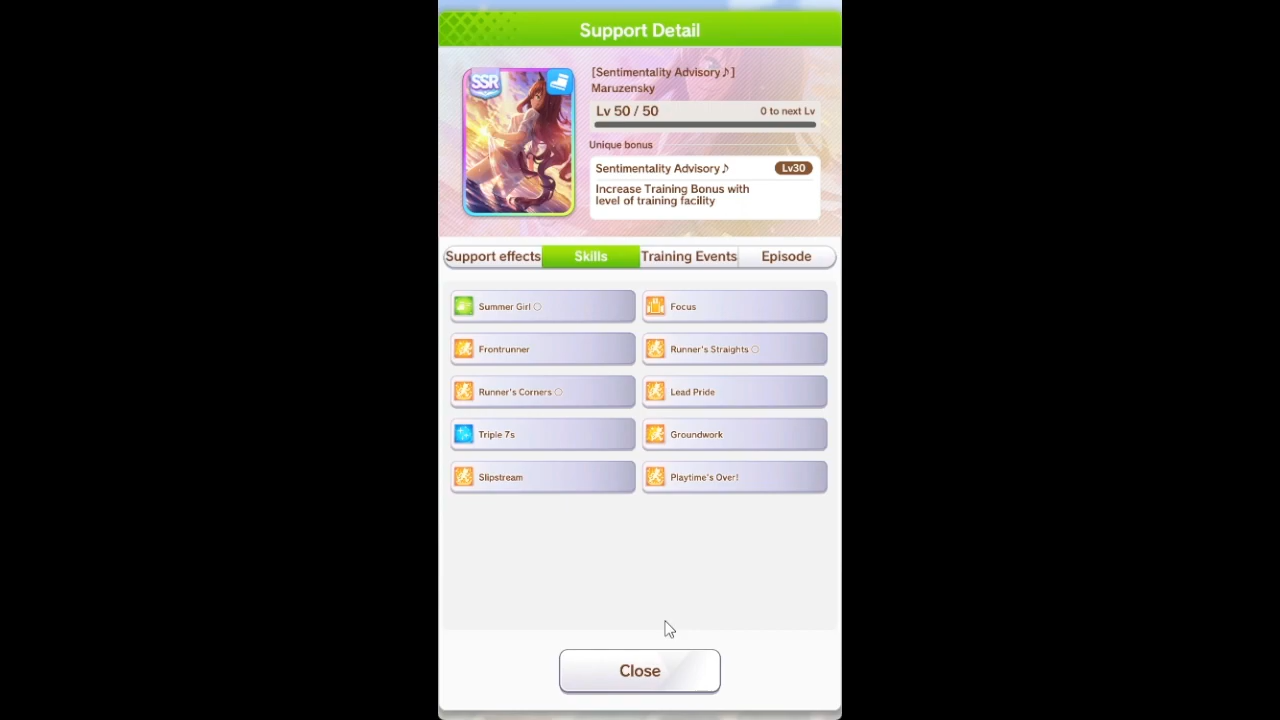 Support Detail
SSR
[Sentimentality Advisory♪]
Maruzensky
Lv 50 / 50 0 to next Lv
Unique bonus
Sentimentality Advisory♪ Lv30
Increase Training Bonus with
level of training facility
Support effects Skills Training Events Episode
Summer Girl ○ Focus
Frontrunner Runner's Straights ○
Runner's Corners ○ Lead Pride
Triple 7s Groundwork
Slipstream Playtime's Over!
Close